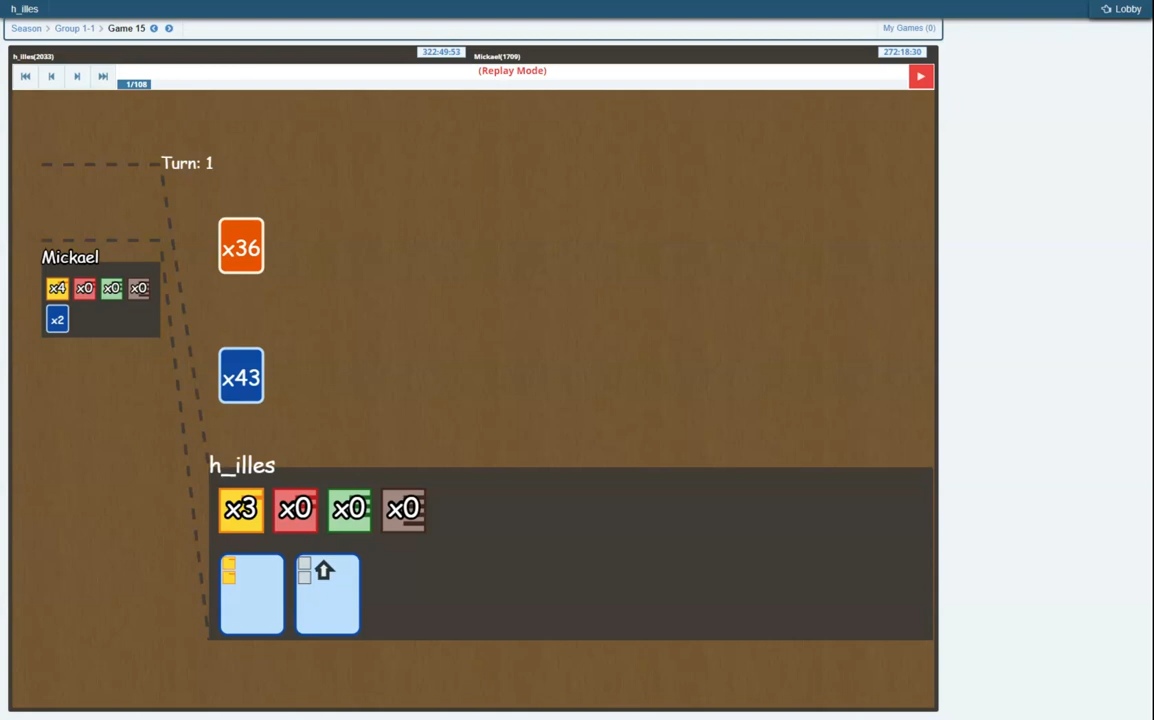 h_illes
Lobby
Season > Group 1-1 > Game 15
My Games (0)
h_illes(2033)
322:49:53
Mickael(1709)
272:18:30
(Replay Mode)
1/108
Turn: 1
x36
Mickael
x4 x0 x0 x0
x2
x43
h_illes
x3 x0 x0 x0